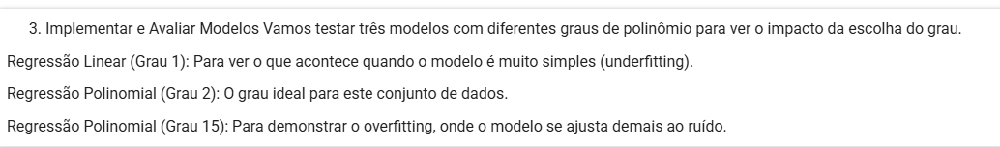 3. Implementar e Avaliar Modelos Vamos testar três modelos com diferentes graus de polinômio para ver o impacto da escolha do grau.
Regressão Linear (Grau 1): Para ver o que acontece quando o modelo é muito simples (underfitting).
Regressão Polinomial (Grau 2): O grau ideal para este conjunto de dados.
Regressão Polinomial (Grau 15): Para demonstrar o overfitting, onde o modelo se ajusta demais ao ruído.